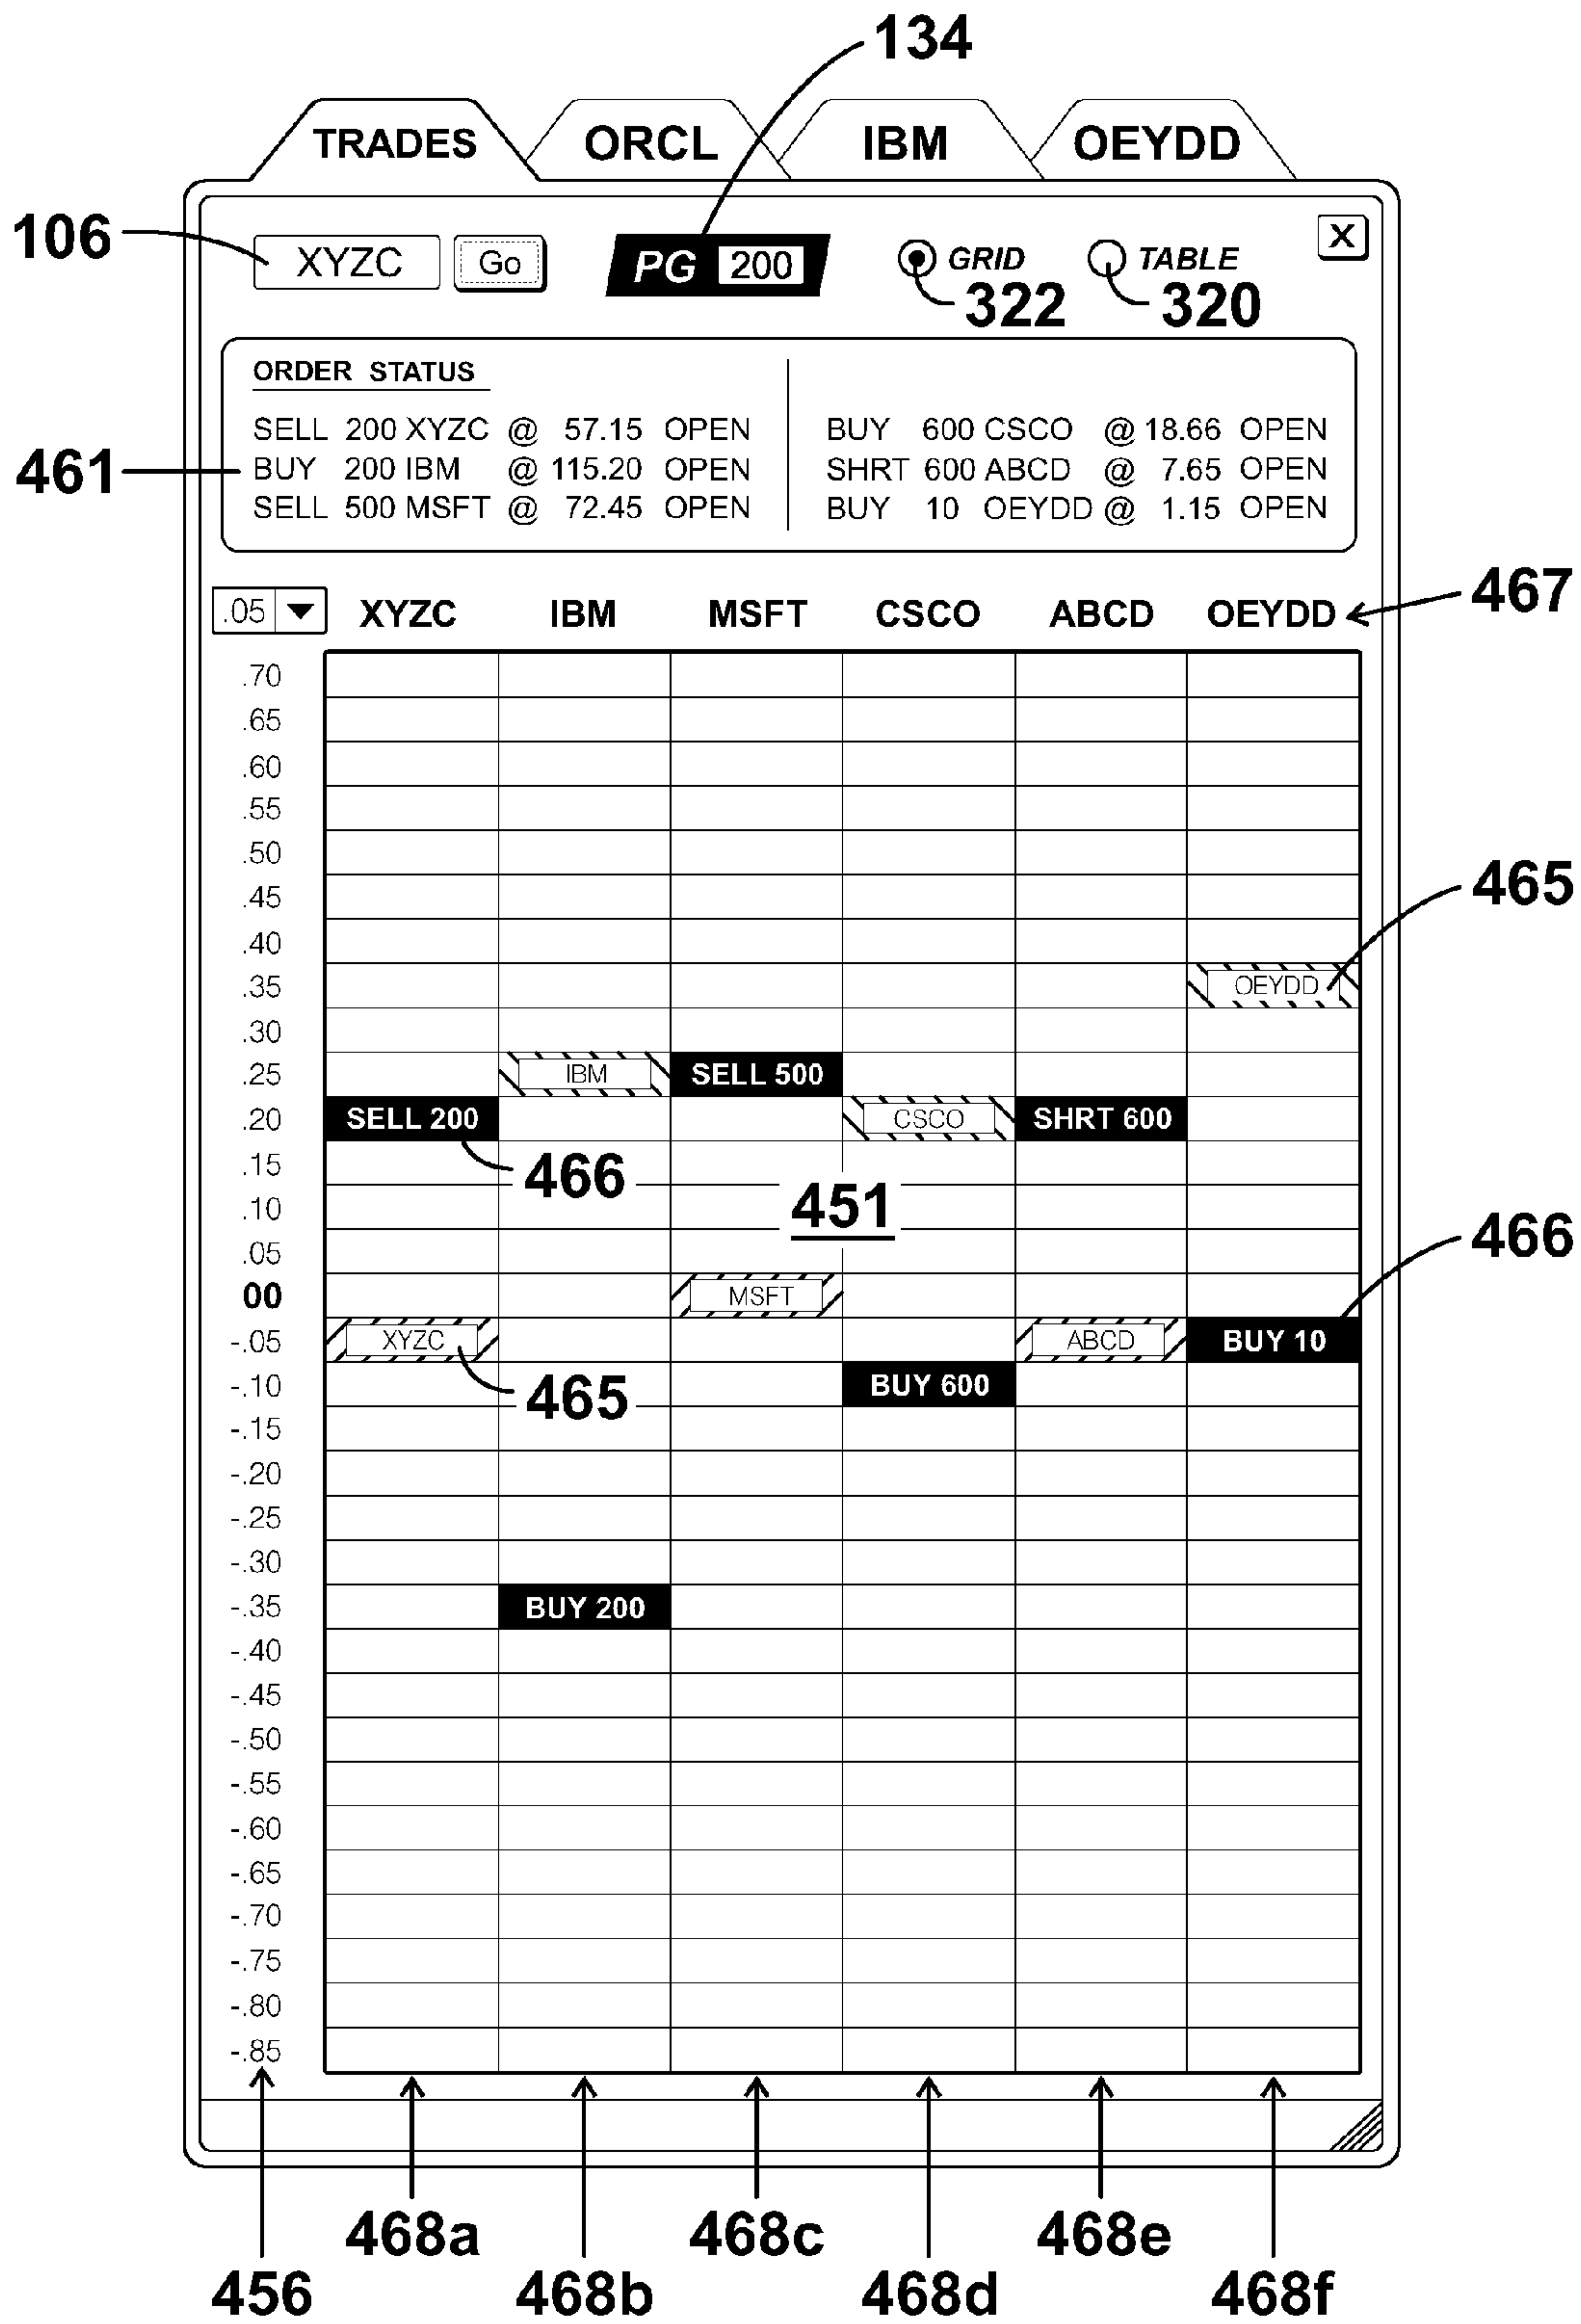 134
TRADES ORCL IBM OEYDD
106 XYZC Go PG 200 GRID TABLE X
322 320
ORDER STATUS
SELL 200 XYZC @ 57.15 OPEN BUY 600 CSCO @ 18.66 OPEN
461 BUY 200 IBM @ 115.20 OPEN SHRT 600 ABCD @ 7.65 OPEN
SELL 500 MSFT @ 72.45 OPEN BUY 10 OEYDD @ 1.15 OPEN
.05 XYZC IBM MSFT CSCO ABCD OEYDD 467
.70
.65
.60
.55
.50
.45 465
.40
.35 OEYDD
.30
.25 IBM SELL 500
.20 SELL 200 CSCO SHRT 600
.15 466
.10 451
.05 466
00 MSFT
-.05 XYZC ABCD BUY 10
-.10 465 BUY 600
-.15
-.20
-.25
-.30
-.35 BUY 200
-.40
-.45
-.50
-.55
-.60
-.65
-.70
-.75
-.80
-.85
468a 468c 468e
456 468b 468d 468f